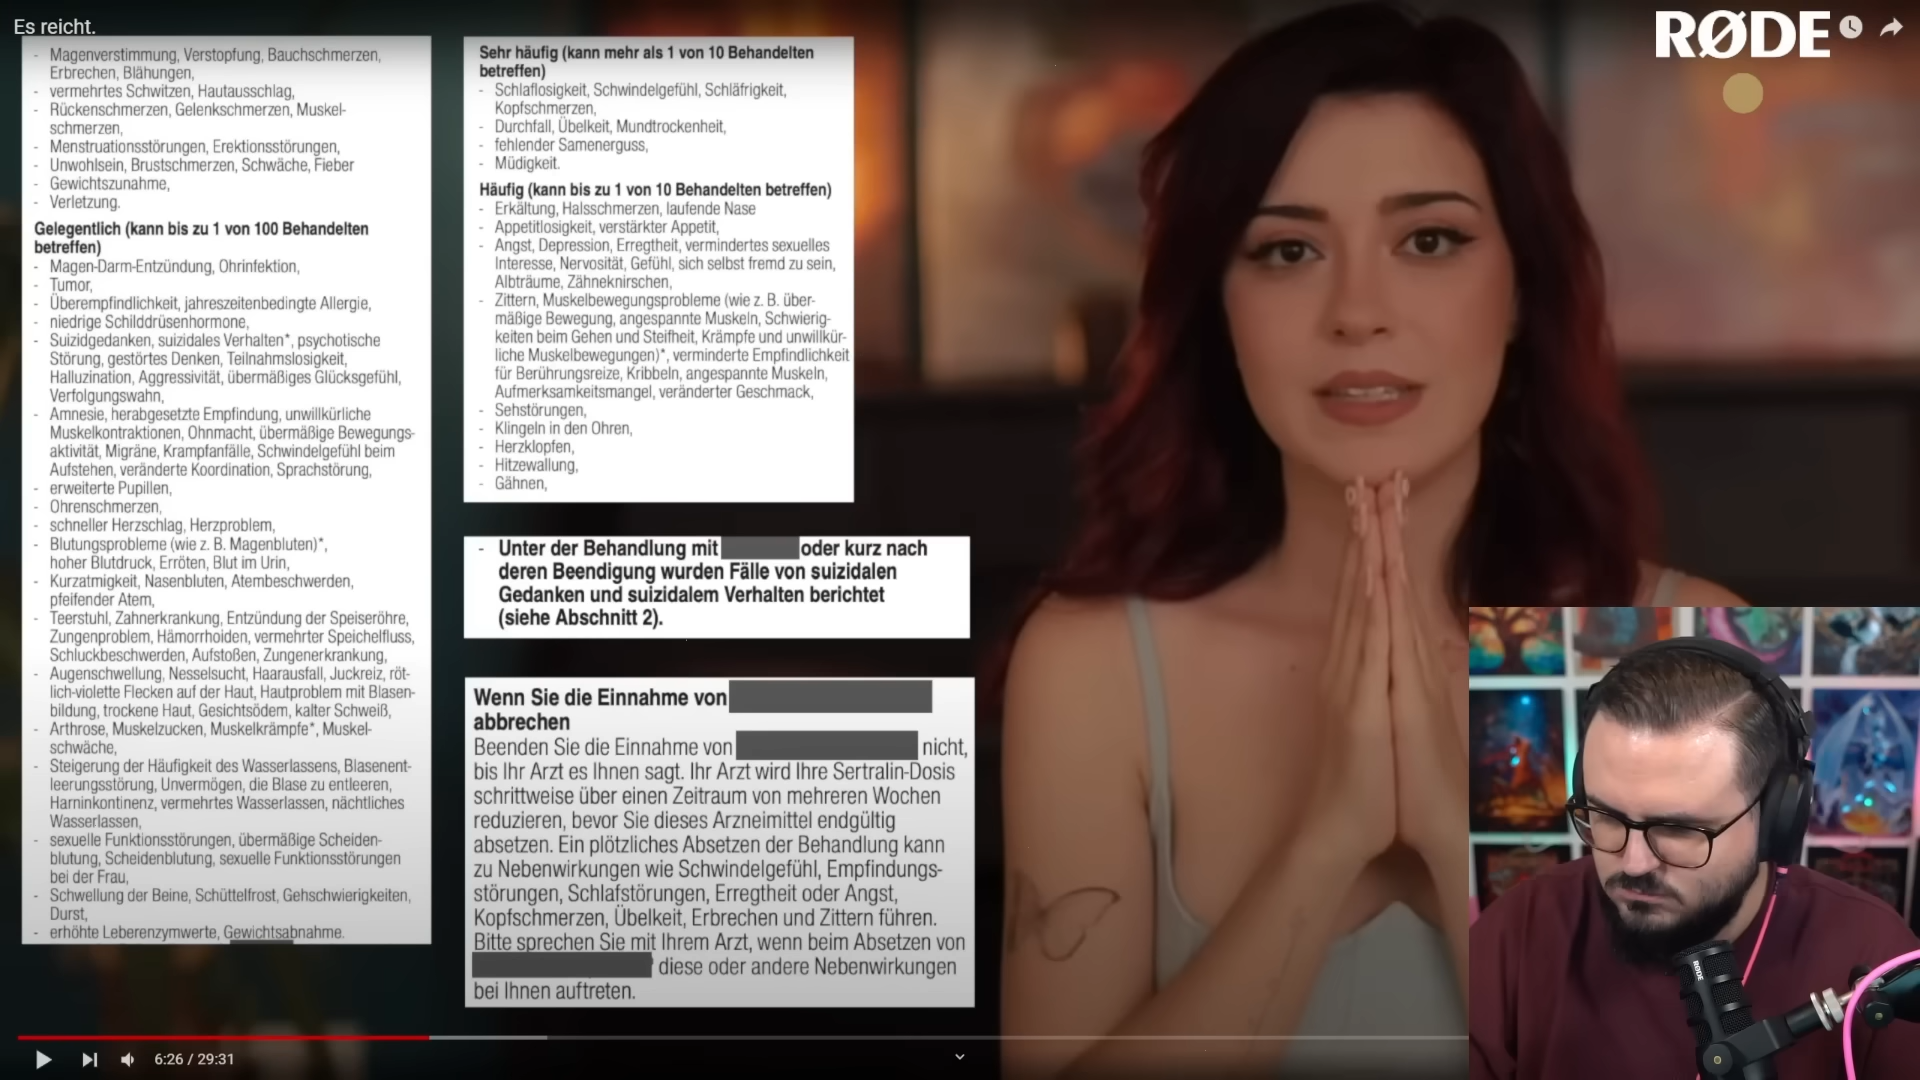 Es reicht.
RØDE
- Magenverstimmung, Verstopfung, Bauchschmerzen,
Erbrechen, Blähungen,
- vermehrtes Schwitzen, Hautausschlag,
- Rückenschmerzen, Gelenkschmerzen, Muskel-
schmerzen,
- Menstruationsstörungen, Erektionsstörungen,
- Unwohlsein, Brustschmerzen, Schwäche, Fieber
- Gewichtszunahme,
- Verletzung.
Gelegentlich (kann bis zu 1 von 100 Behandelten
betreffen)
- Magen-Darm-Entzündung, Ohrinfektion,
- Tumor,
- Überempfindlichkeit, jahreszeitenbedingte Allergie,
- niedrige Schilddrüsenhormone,
- Suizidgedanken, suizidales Verhalten*, psychotische
Störung, gestörtes Denken, Teilnahmslosigkeit,
Halluzination, Aggressivität, übermäßiges Glücksgefühl,
Verfolgungswahn,
- Amnesie, herabgesetzte Empfindung, unwillkürliche
Muskelkontraktionen, Ohnmacht, übermäßige Bewegungs-
aktivität, Migräne, Krampfanfälle, Schwindelgefühl beim
Aufstehen, veränderte Koordination, Sprachstörung,
- erweiterte Pupillen,
- Ohrenschmerzen,
- schneller Herzschlag, Herzproblem,
- Blutungsprobleme (wie z. B. Magenbluten)*,
hoher Blutdruck, Erröten, Blut im Urin,
- Kurzatmigkeit, Nasenbluten, Atembeschwerden,
pfeifender Atem,
- Teerstuhl, Zahnerkrankung, Entzündung der Speiseröhre,
Zungenproblem, Hämorrhoiden, vermehrter Speichelfluss,
Schluckbeschwerden, Aufstoßen, Zungenerkrankung,
- Augenschwellung, Nesselsucht, Haarausfall, Juckreiz, röt-
lich-violette Flecken auf der Haut, Hautproblem mit Blasen-
bildung, trockene Haut, Gesichtsödem, kalter Schweiß,
- Arthrose, Muskelzucken, Muskelkrämpfe*, Muskel-
schwäche,
- Steigerung der Häufigkeit des Wasserlassens, Blasenent-
leerungsstörung, Unvermögen, die Blase zu entleeren,
Harninkontinenz, vermehrtes Wasserlassen, nächtliches
Wasserlassen,
- sexuelle Funktionsstörungen, übermäßige Scheiden-
blutung, Scheidenblutung, sexuelle Funktionsstörungen
bei der Frau,
- Schwellung der Beine, Schüttelfrost, Gehschwierigkeiten,
Durst,
- erhöhte Leberenzymwerte, Gewichtsabnahme.
Sehr häufig (kann mehr als 1 von 10 Behandelten
betreffen)
- Schlaflosigkeit, Schwindelgefühl, Schläfrigkeit,
Kopfschmerzen,
- Durchfall, Übelkeit, Mundtrockenheit,
- fehlender Samenerguss,
- Müdigkeit.
Häufig (kann bis zu 1 von 10 Behandelten betreffen)
- Erkältung, Halsschmerzen, laufende Nase
- Appetitlosigkeit, verstärkter Appetit,
- Angst, Depression, Erregtheit, vermindertes sexuelles
Interesse, Nervosität, Gefühl, sich selbst fremd zu sein,
Albträume, Zähneknirschen,
- Zittern, Muskelbewegungsprobleme (wie z. B. über-
mäßige Bewegung, angespannte Muskeln, Schwierig-
keiten beim Gehen und Steifheit, Krämpfe und unwillkür-
liche Muskelbewegungen)*, verminderte Empfindlichkeit
für Berührungsreize, Kribbeln, angespannte Muskeln,
Aufmerksamkeitsmangel, veränderter Geschmack,
- Sehstörungen,
- Klingeln in den Ohren,
- Herzklopfen,
- Hitzewallung,
- Gähnen,
- Unter der Behandlung mit oder kurz nach
deren Beendigung wurden Fälle von suizidalen
Gedanken und suizidalem Verhalten berichtet
(siehe Abschnitt 2).
Wenn Sie die Einnahme von
abbrechen
Beenden Sie die Einnahme von nicht,
bis Ihr Arzt es Ihnen sagt. Ihr Arzt wird Ihre Sertralin-Dosis
schrittweise über einen Zeitraum von mehreren Wochen
reduzieren, bevor Sie dieses Arzneimittel endgültig
absetzen. Ein plötzliches Absetzen der Behandlung kann
zu Nebenwirkungen wie Schwindelgefühl, Empfindungs-
störungen, Schlafstörungen, Erregtheit oder Angst,
Kopfschmerzen, Übelkeit, Erbrechen und Zittern führen.
Bitte sprechen Sie mit Ihrem Arzt, wenn beim Absetzen von
diese oder andere Nebenwirkungen
bei Ihnen auftreten.
RØDE
6:26 / 29:31